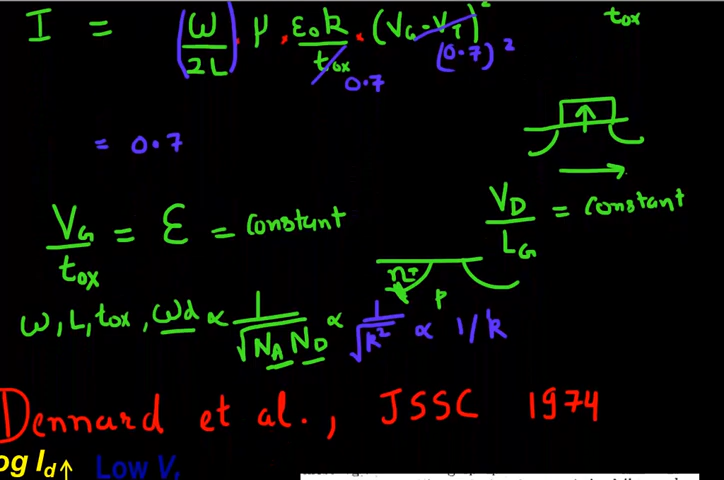 I = (W/2L) . μ . ε₀k/tox . (VG - VT)² tox
0.7 (0.7)²
= 0.7
VG/tox = Ɛ = constant VD/LG = constant
n+ p
W, L, tox, Wd ∝ 1/√NA ND ∝ 1/√k² ∝ 1/k
Dennard et al., JSSC 1974
og Id↑ Low V